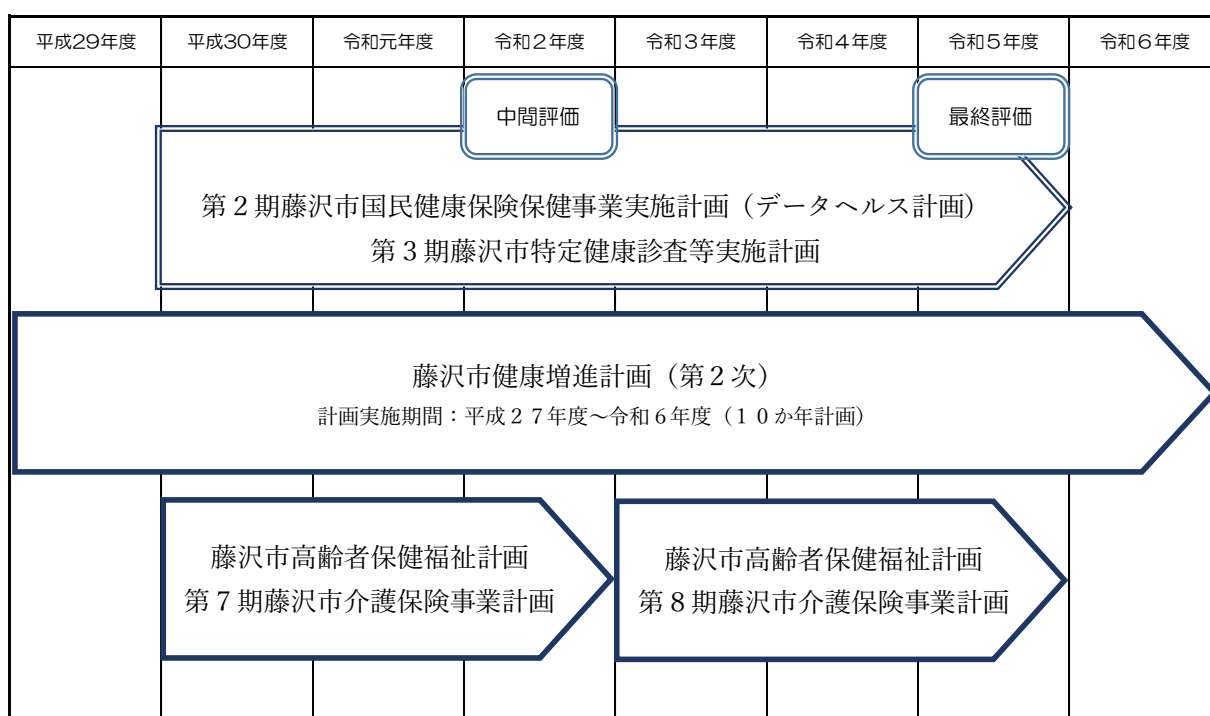 平成29年度 平成30年度 令和元年度 令和2年度 令和3年度 令和4年度 令和5年度 令和6年度
中間評価 最終評価
第2期藤沢市国民健康保険保健事業実施計画（データヘルス計画）
第3期藤沢市特定健康診査等実施計画
藤沢市健康増進計画（第2次）
計画実施期間：平成27年度～令和6年度（10か年計画）
藤沢市高齢者保健福祉計画
第7期藤沢市介護保険事業計画
藤沢市高齢者保健福祉計画
第8期藤沢市介護保険事業計画